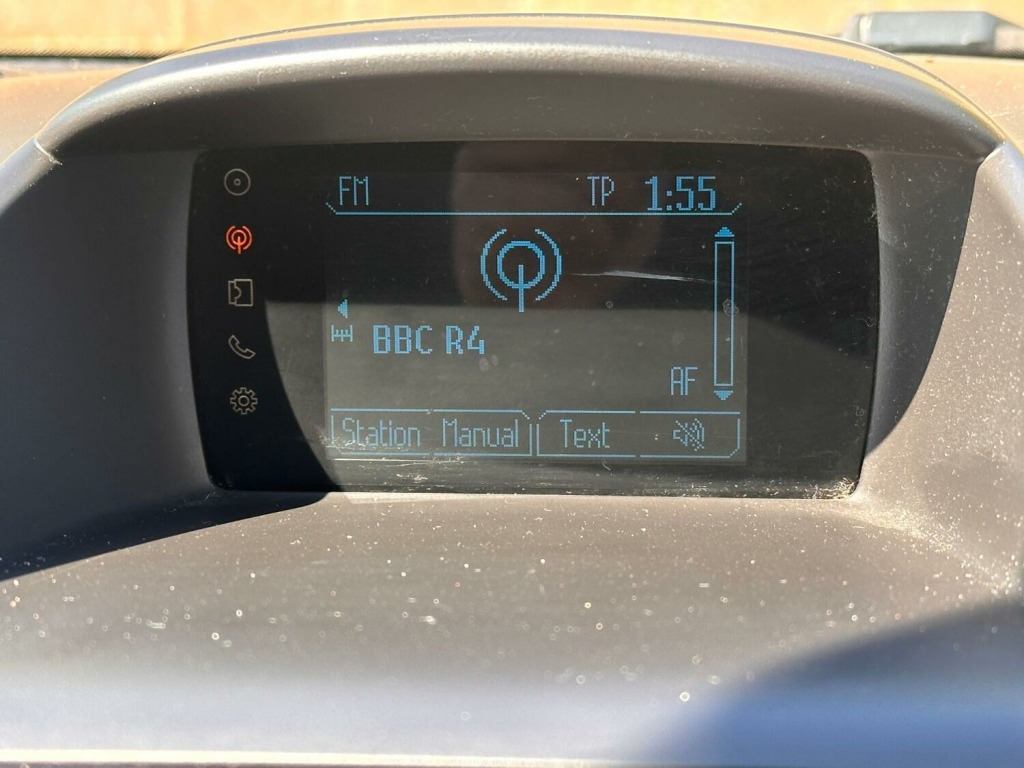 FM TP 1:55
BBC R4
AF
Station Manual Text